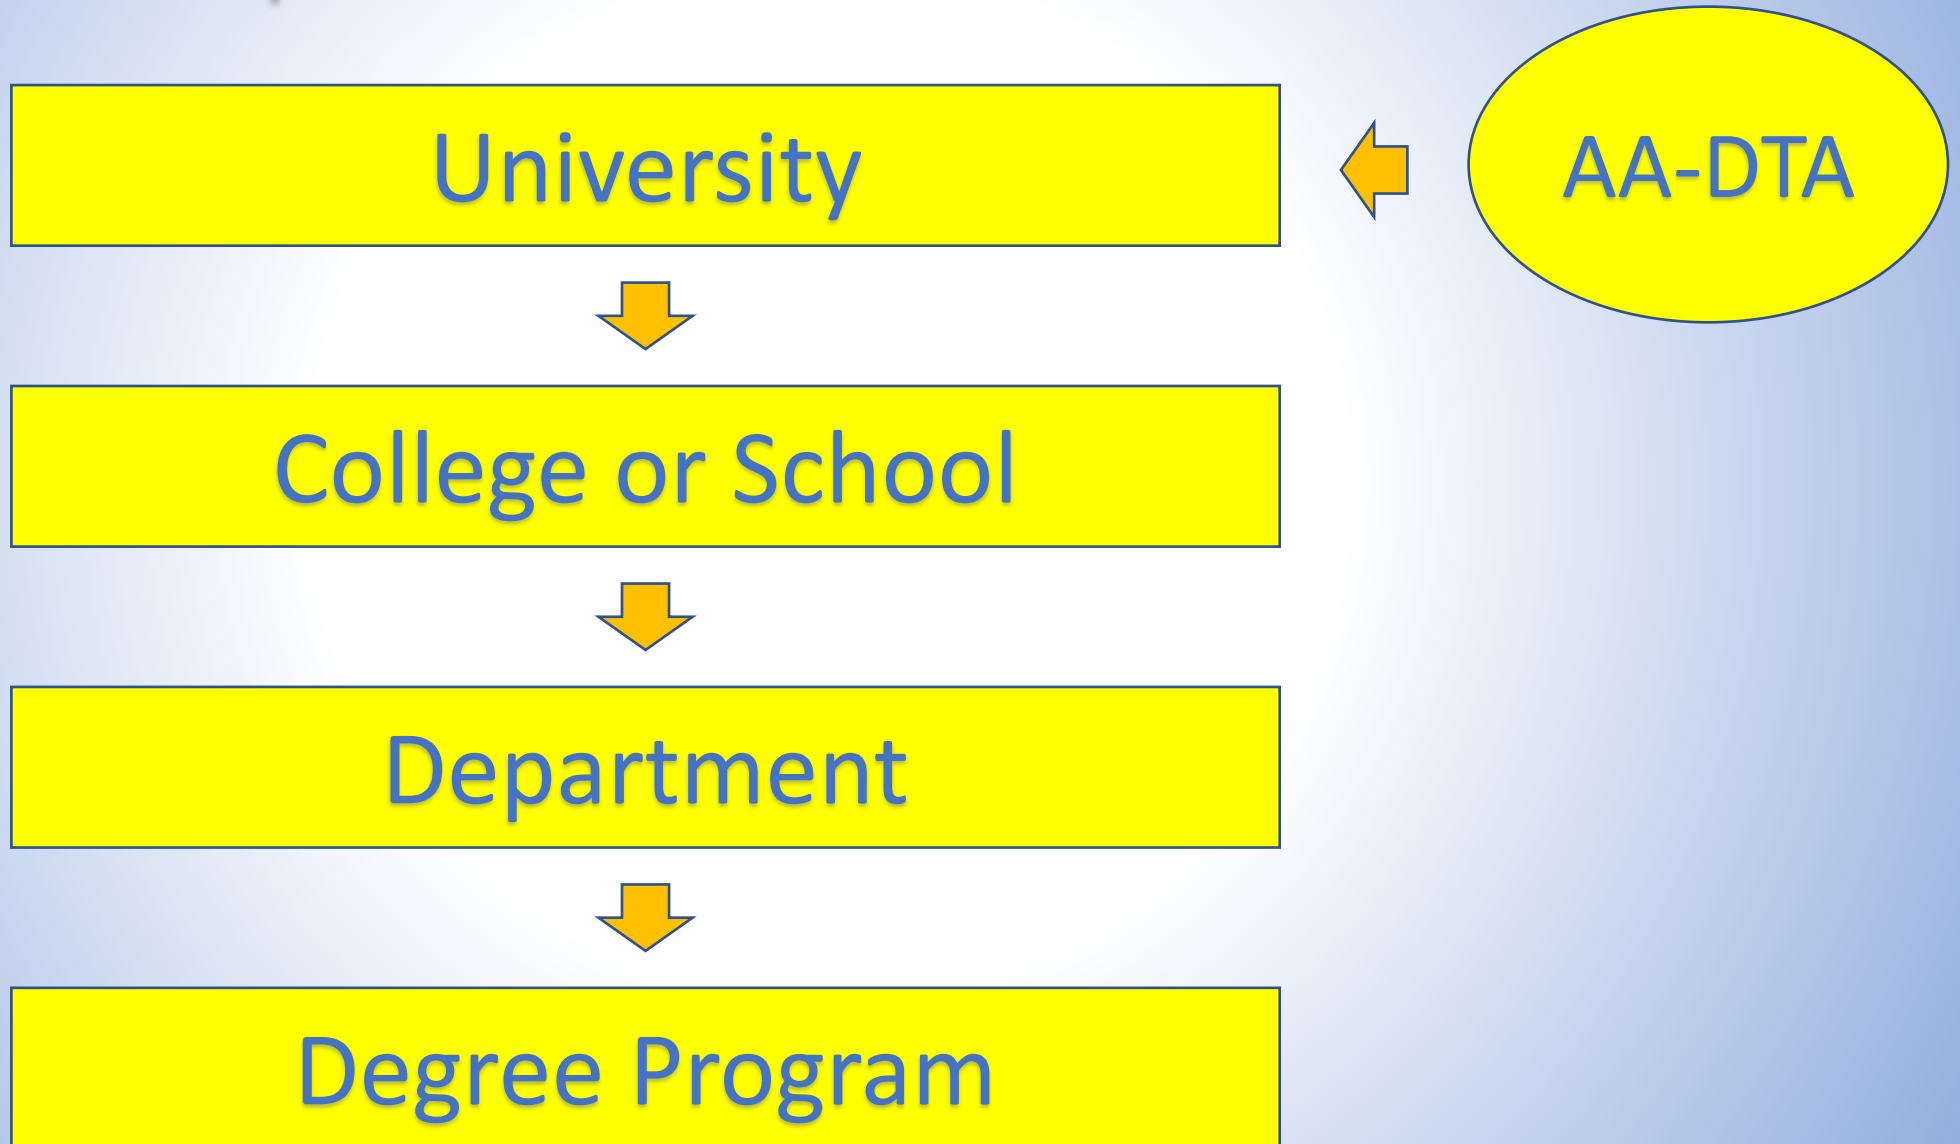 University
AA-DTA
College or School
Department
Degree Program